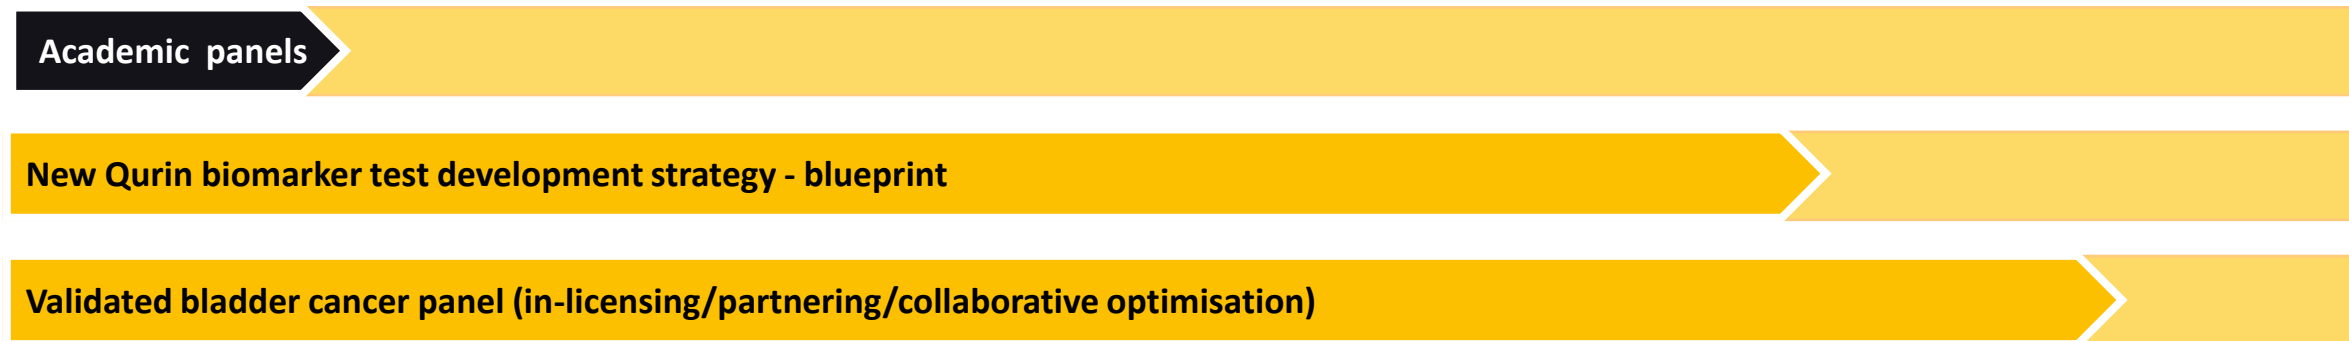 Academic panels
New Qurin biomarker test development strategy - blueprint
Validated bladder cancer panel (in-licensing/partnering/collaborative optimisation)